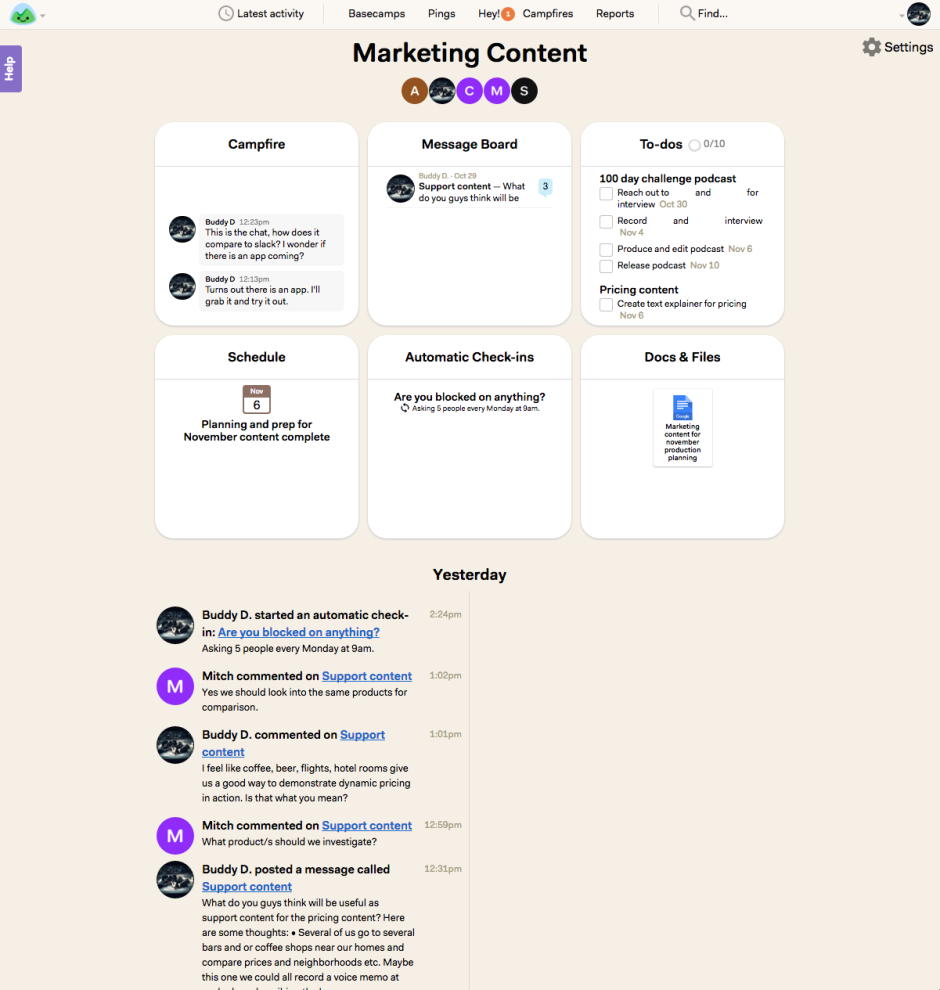 Latest activity
Basecamps
Pings
Hey! 1
Campfires
Reports
Find...
Help
Marketing Content
Settings
A
C
M
S
Campfire
Buddy D 12:23pm
This is the chat, how does it
compare to slack? I wonder if
there is an app coming?
Buddy D 12:13pm
Turns out there is an app. I'll
grab it and try it out.
Message Board
Buddy D. · Oct 29
Support content — What
do you guys think will be
3
To-dos 0/10
100 day challenge podcast
Reach out to and for
interview Oct 30
Record and interview
Nov 4
Produce and edit podcast Nov 6
Release podcast Nov 10
Pricing content
Create text explainer for pricing
Nov 6
Schedule
Nov
6
Planning and prep for
November content complete
Automatic Check-ins
Are you blocked on anything?
Asking 5 people every Monday at 9am.
Docs & Files
Google
Marketing
content for
november
production
planning
Yesterday
Buddy D. started an automatic check-
in: Are you blocked on anything?
Asking 5 people every Monday at 9am.
2:24pm
M
Mitch commented on Support content
Yes we should look into the same products for
comparison.
1:02pm
Buddy D. commented on Support
content
I feel like coffee, beer, flights, hotel rooms give
us a good way to demonstrate dynamic pricing
in action. Is that what you mean?
1:01pm
M
Mitch commented on Support content
What product/s should we investigate?
12:59pm
Buddy D. posted a message called
Support content
What do you guys think will be useful as
support content for the pricing content? Here
are some thoughts: • Several of us go to several
bars and or coffee shops near our homes and
compare prices and neighborhoods etc. Maybe
this one we could all record a voice memo at
12:31pm